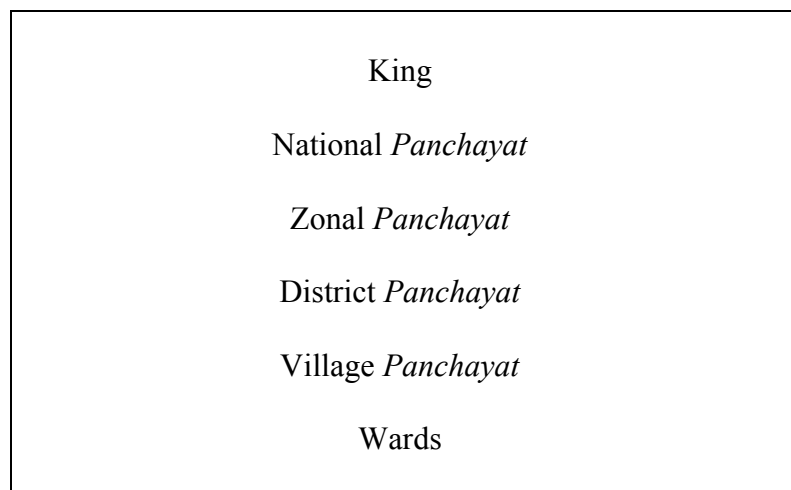 King
National Panchayat
Zonal Panchayat
District Panchayat
Village Panchayat
Wards